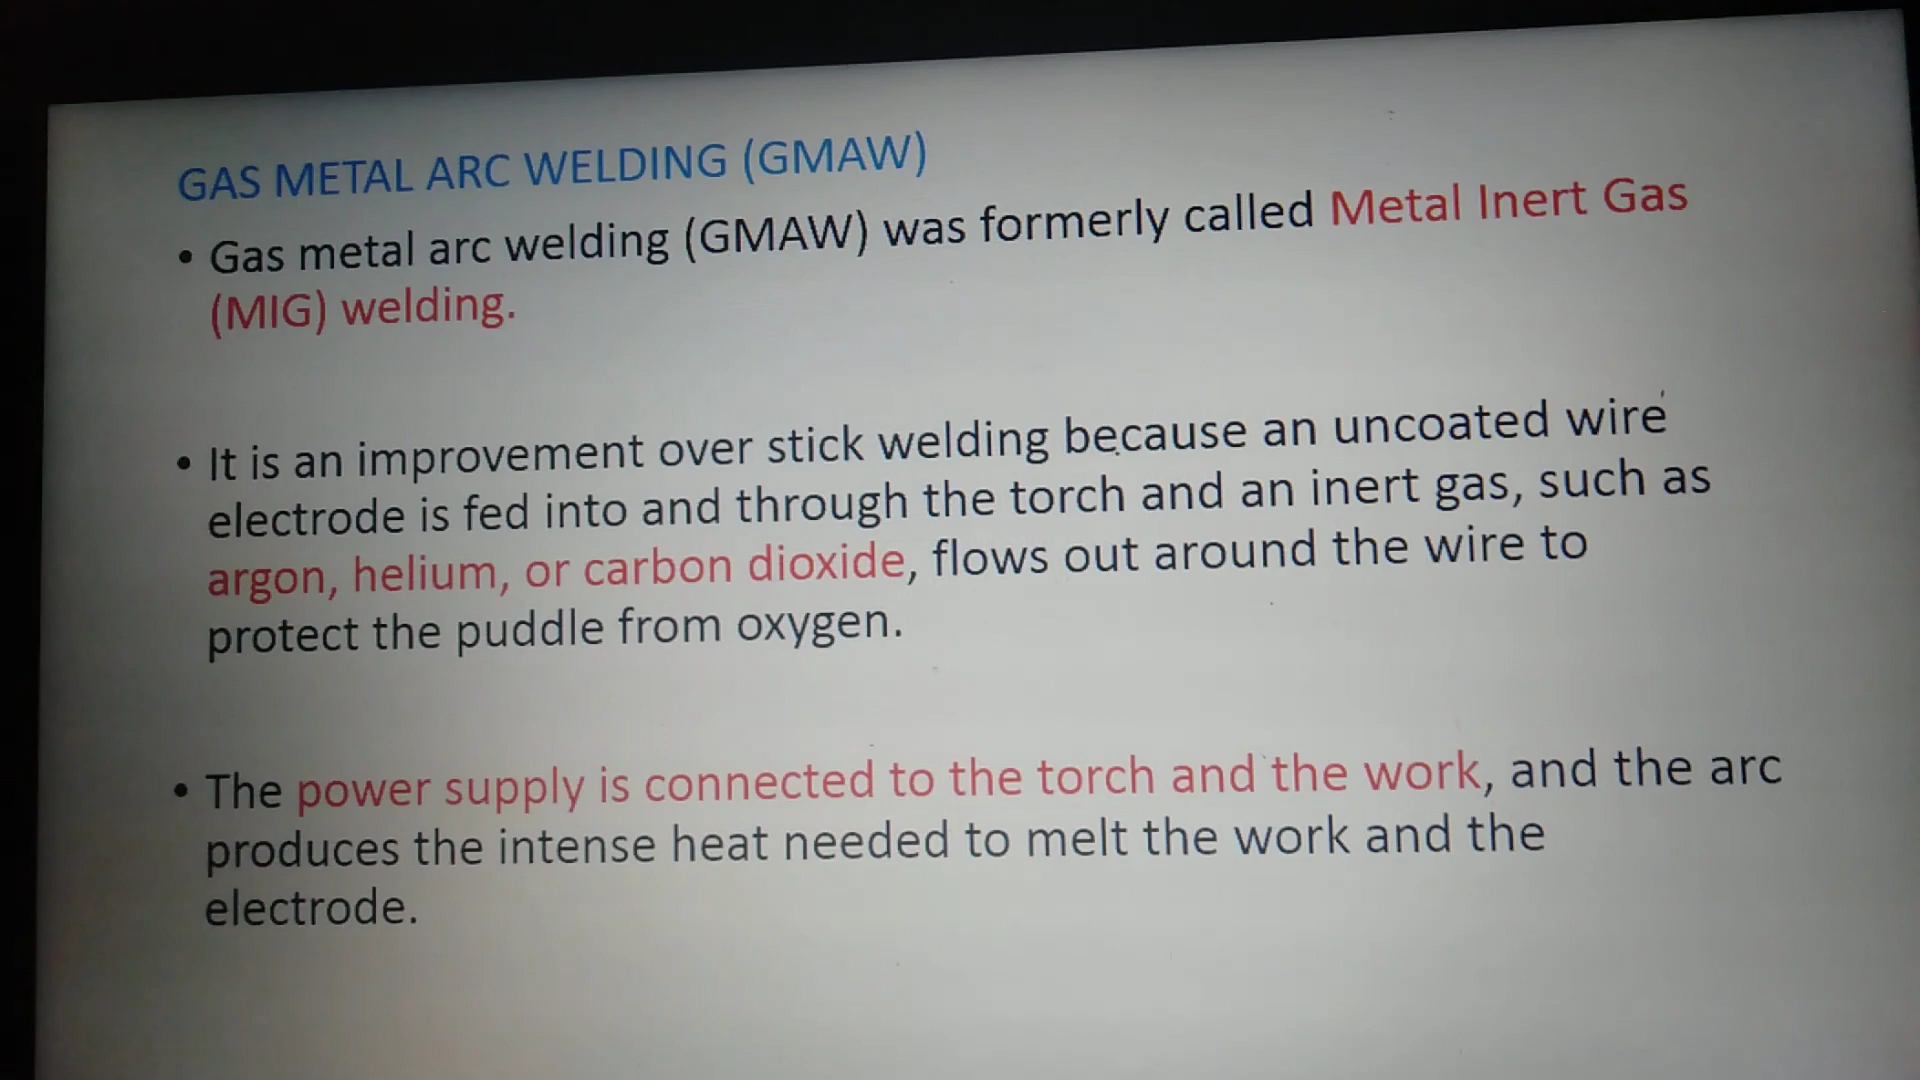 GAS METAL ARC WELDING (GMAW)
• Gas metal arc welding (GMAW) was formerly called Metal Inert Gas
(MIG) welding.
• It is an improvement over stick welding because an uncoated wire
electrode is fed into and through the torch and an inert gas, such as
argon, helium, or carbon dioxide, flows out around the wire to
protect the puddle from oxygen.
• The power supply is connected to the torch and the work, and the arc
produces the intense heat needed to melt the work and the
electrode.